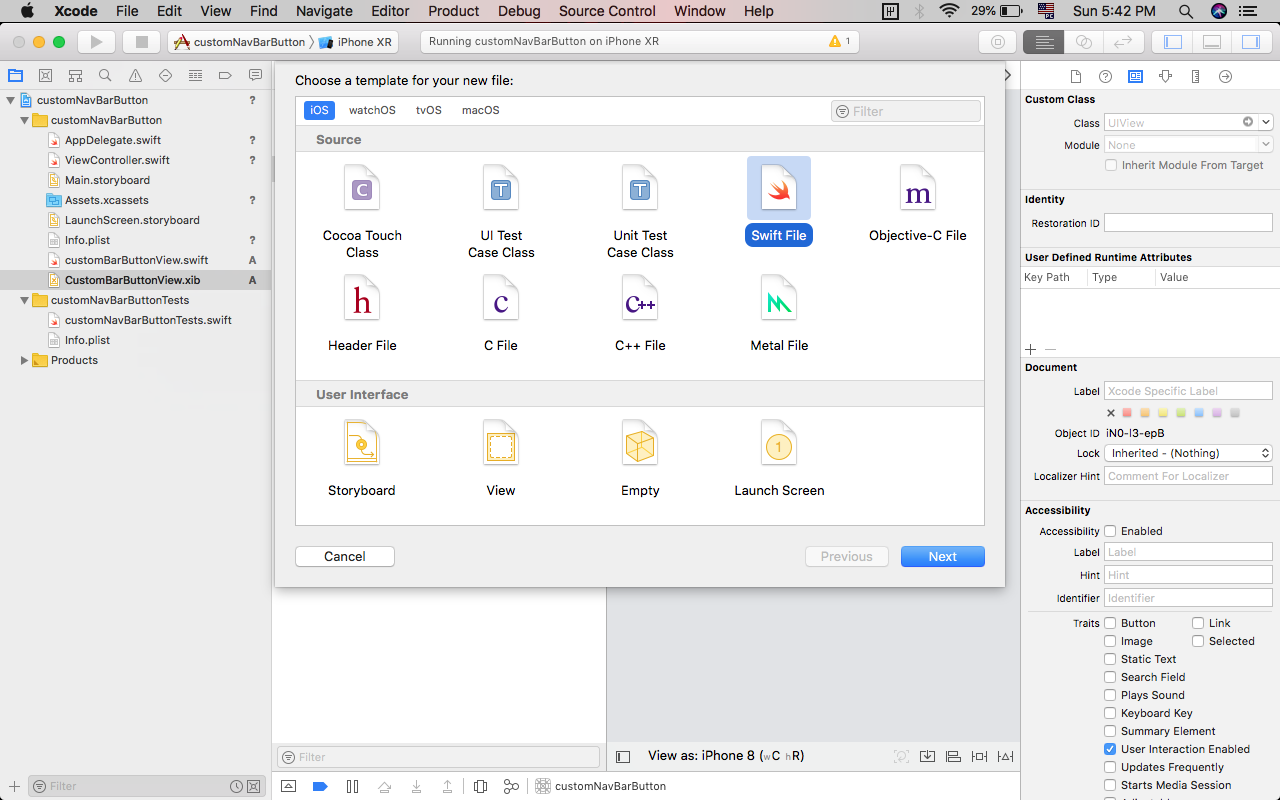 Xcode File Edit View Find Navigate Editor Product Debug Source Control Window Help 29% Sun 5:42 PM
customNavBarButton iPhone XR Running customNavBarButton on iPhone XR 1
customNavBarButton ?
customNavBarButton
AppDelegate.swift ?
ViewController.swift ?
Main.storyboard
Assets.xcassets ?
LaunchScreen.storyboard
Info.plist ?
customBarButtonView.swift A
CustomBarButtonView.xib A
customNavBarButtonTests
customNavBarButtonTests.swift
Info.plist
Products
Filter
Choose a template for your new file:
iOS watchOS tvOS macOS Filter
Source
C T T m
Cocoa Touch Class
UI Test Case Class
Unit Test Case Class
Swift File
Objective-C File
h c C++
Header File
C File
C++ File
Metal File
User Interface
1
Storyboard
View
Empty
Launch Screen
Cancel Previous Next
Filter
View as: iPhone 8 (wC hR)
customNavBarButton
Custom Class
Class UIView
Module None
Inherit Module From Target
Identity
Restoration ID
User Defined Runtime Attributes
Key Path Type Value
Document
Label Xcode Specific Label
Object ID iN0-l3-epB
Lock Inherited - (Nothing)
Localizer Hint Comment For Localizer
Accessibility
Accessibility Enabled
Label Label
Hint Hint
Identifier Identifier
Traits Button Link
Image Selected
Static Text
Search Field
Plays Sound
Keyboard Key
Summary Element
User Interaction Enabled
Updates Frequently
Starts Media Session